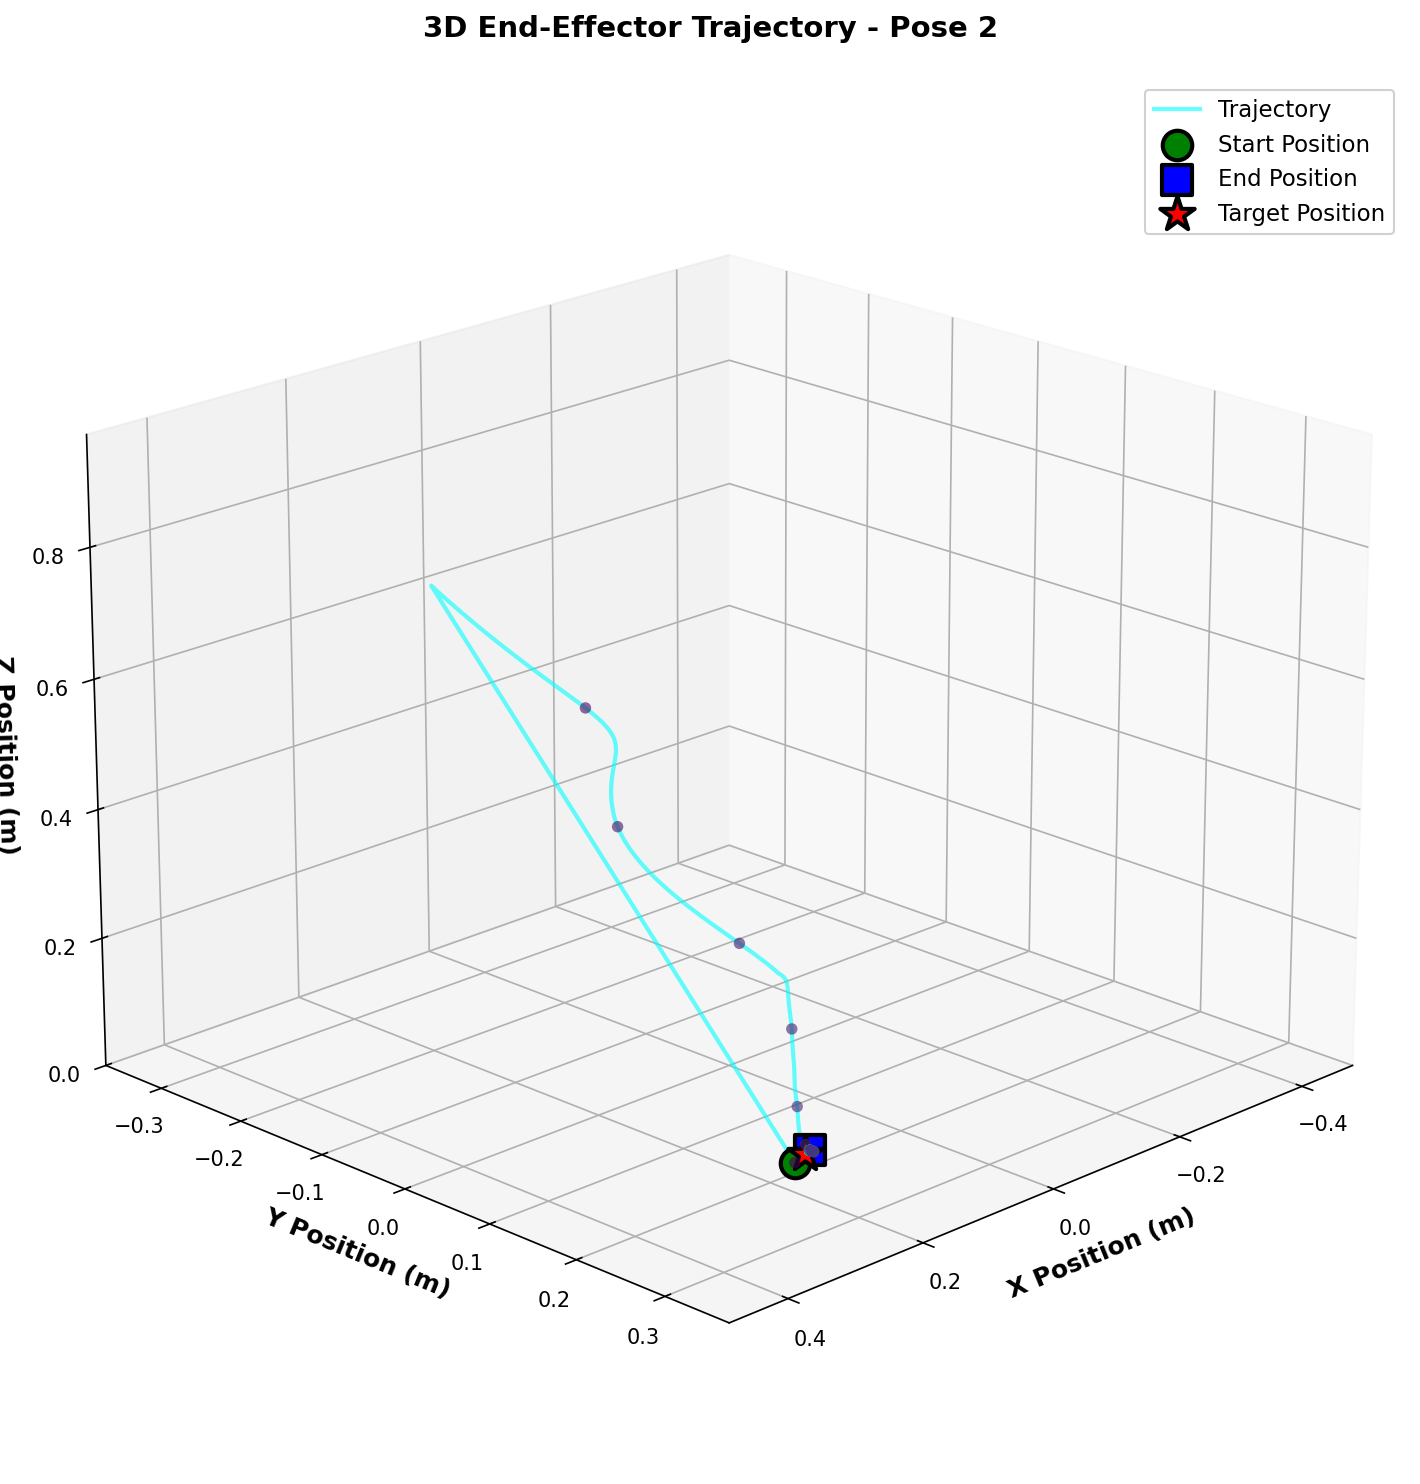 3D End-Effector Trajectory - Pose 2
Trajectory
Start Position
End Position
Target Position
0.8
0.6
0.4
0.2
0.0
Z Position (m)
−0.3
−0.2
−0.1
0.0
0.1
0.2
0.3
Y Position (m)
−0.4
−0.2
0.0
0.2
0.4
X Position (m)